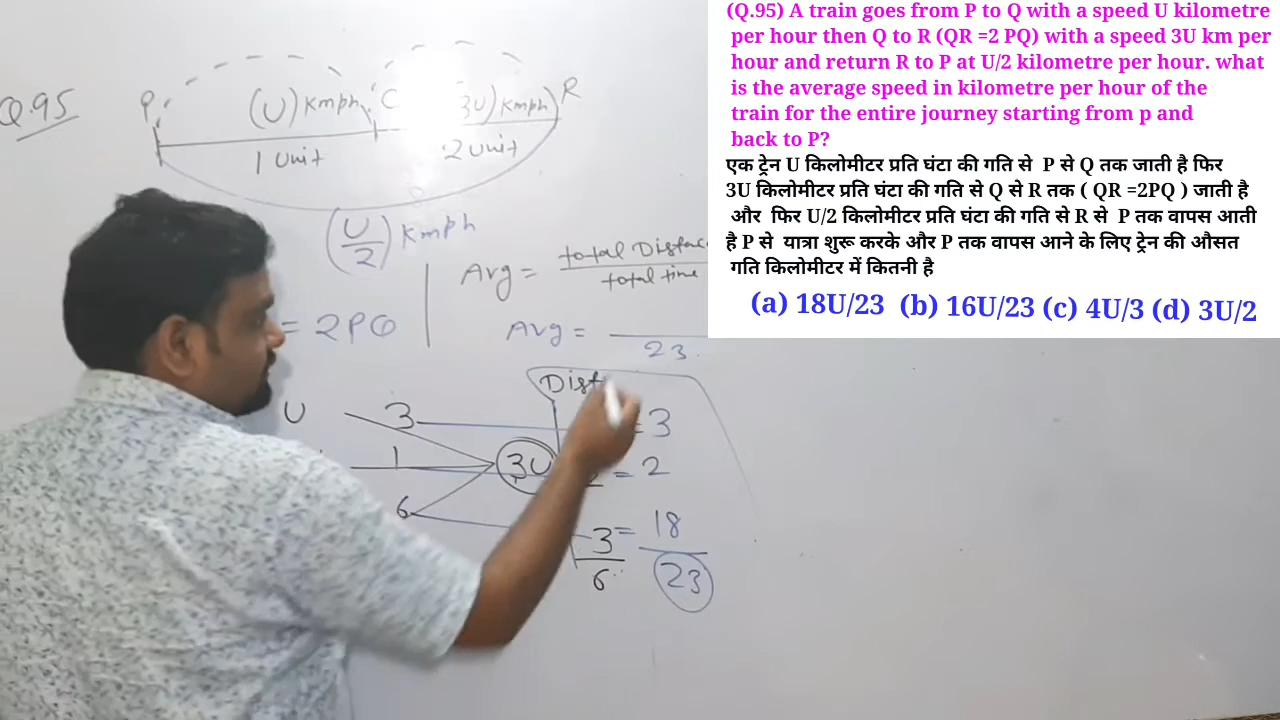 (Q.95) A train goes from P to Q with a speed U kilometre
per hour then Q to R (QR =2 PQ) with a speed 3U km per
hour and return R to P at U/2 kilometre per hour. what
is the average speed in kilometre per hour of the
train for the entire journey starting from p and
back to P?
एक ट्रेन U किलोमीटर प्रति घंटा की गति से P से Q तक जाती है फिर
3U किलोमीटर प्रति घंटा की गति से Q से R तक ( QR =2PQ ) जाती है
और फिर U/2 किलोमीटर प्रति घंटा की गति से R से P तक वापस आती
है P से यात्रा शुरू करके और P तक वापस आने के लिए ट्रेन की औसत
गति किलोमीटर में कितनी है
(a) 18U/23 (b) 16U/23 (c) 4U/3 (d) 3U/2
Q.95
P (U) Kmph 3U) Kmph R
1 Unit 2 Unit
(U/2) Kmph
Avg = total Distance
total time
= 2PQ
Avg =
23
Dist
U 3 = 3
1 3U = 2
6 3 = 18
6 23